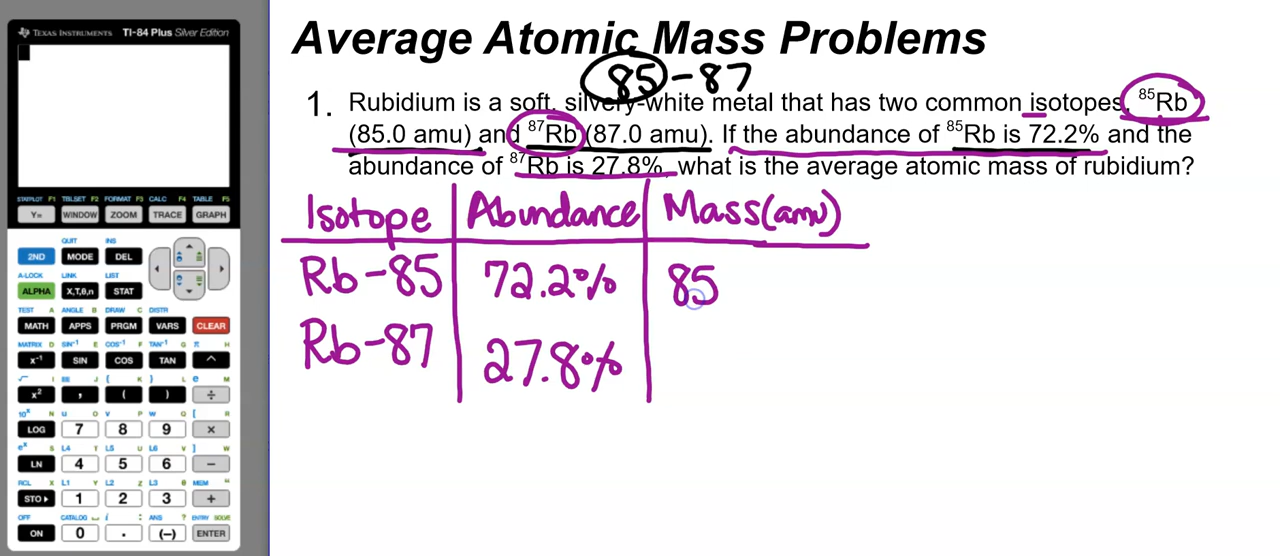 TEXAS INSTRUMENTS TI-84 Plus Silver Edition
STATPLOT F1 TBLSET F2 FORMAT F3 CALC F4 TABLE F5
Y= WINDOW ZOOM TRACE GRAPH
QUIT INS
2ND MODE DEL
A-LOCK LINK LIST
ALPHA X,T,θ,n STAT
TEST A ANGLE B DRAW C DISTR
MATH APPS PRGM VARS CLEAR
MATRIX D SIN⁻¹ E COS⁻¹ F TAN⁻¹ G π H
x⁻¹ SIN COS TAN ^
√ I EE J { K } L e M
x² , ( ) ÷
10ˣ N u O v P w Q [ R
LOG 7 8 9 ×
eˣ S L4 T L5 U L6 V ] W
LN 4 5 6 −
RCL X L1 Y L2 Z L3 θ MEM "
STO▸ 1 2 3 +
OFF CATALOG i : ANS ? ENTRY SOLVE
ON 0 . (−) ENTER
Average Atomic Mass Problems
85-87
1. Rubidium is a soft, silvery-white metal that has two common isotopes, ⁸⁵Rb
(85.0 amu) and ⁸⁷Rb (87.0 amu). If the abundance of ⁸⁵Rb is 72.2% and the
abundance of ⁸⁷Rb is 27.8%, what is the average atomic mass of rubidium?
Isotope Abundance Mass(amu)
Rb-85 72.2% 85
Rb-87 27.8%